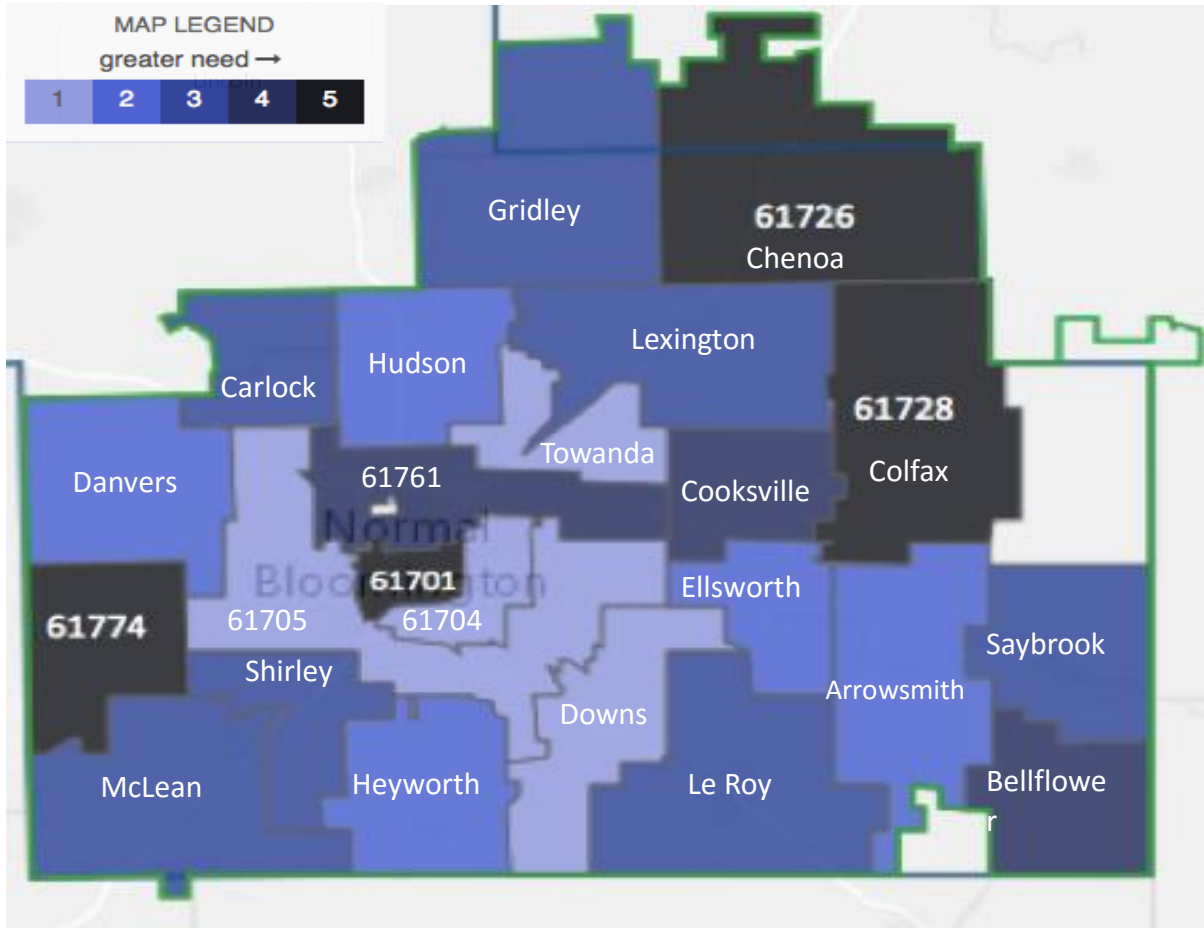 MAP LEGEND
greater need →
Lincoln
1 2 3 4 5
Gridley
61726
Chenoa
Lexington
Hudson
Carlock
61728
Colfax
Towanda
Danvers
61761
Cooksville
Normal
Bloomington
61701
Ellsworth
61705
61704
61774
Saybrook
Shirley
Arrowsmith
Downs
McLean
Heyworth
Le Roy
Bellflowe
r